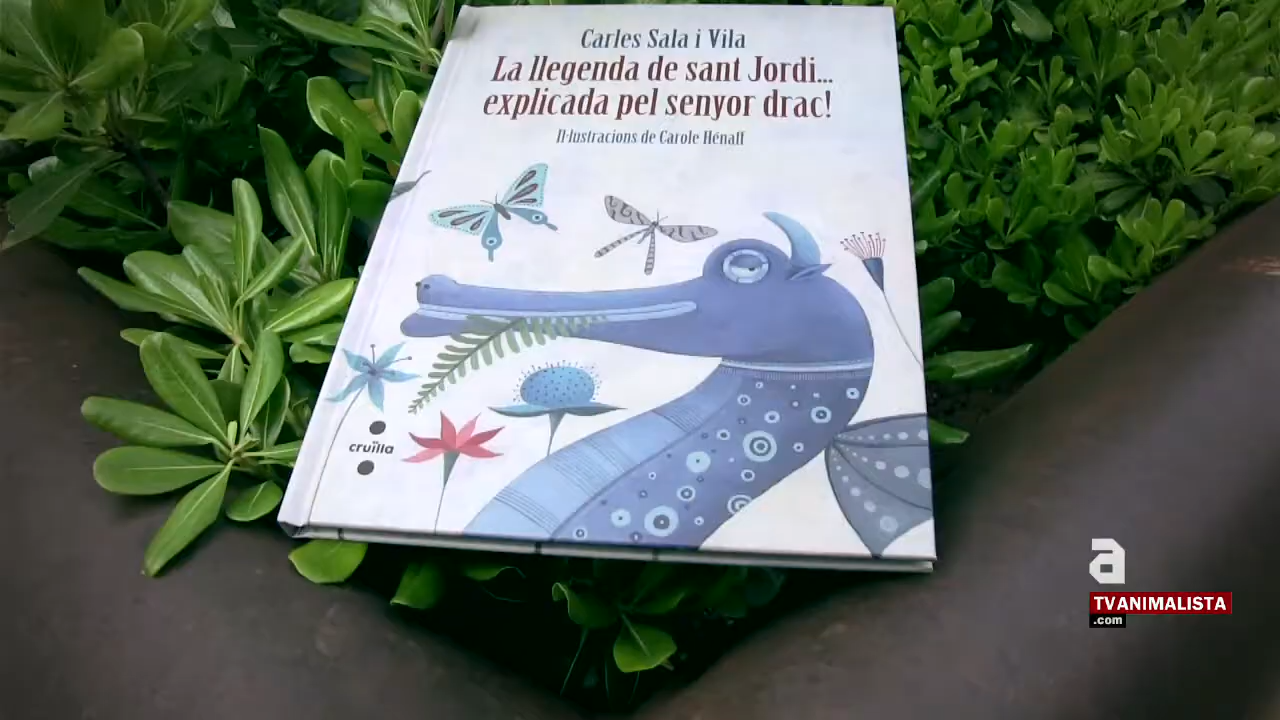 Carles Sala i Vila
La llegenda de sant Jordi...
explicada pel senyor drac!
Il·lustracions de Carole Hénaff
cruïlla
a
TVANIMALISTA
.com